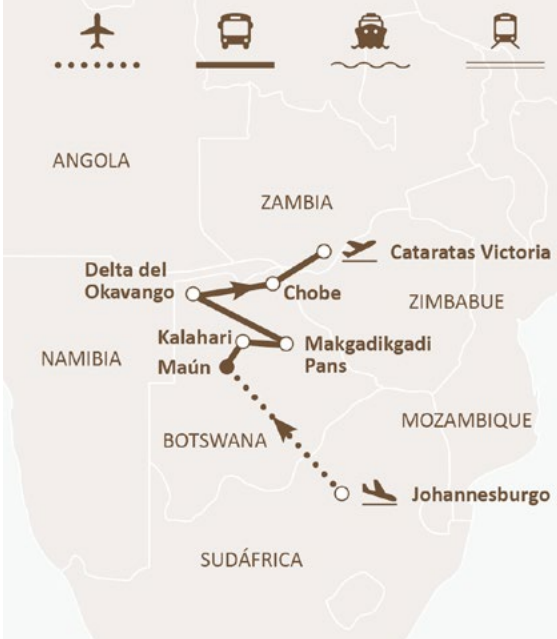 ANGOLA
ZAMBIA
Cataratas Victoria
Delta del
Okavango
Chobe
ZIMBABUE
Kalahari
Makgadikgadi
Pans
NAMIBIA
Maún
MOZAMBIQUE
BOTSWANA
Johannesburgo
SUDÁFRICA